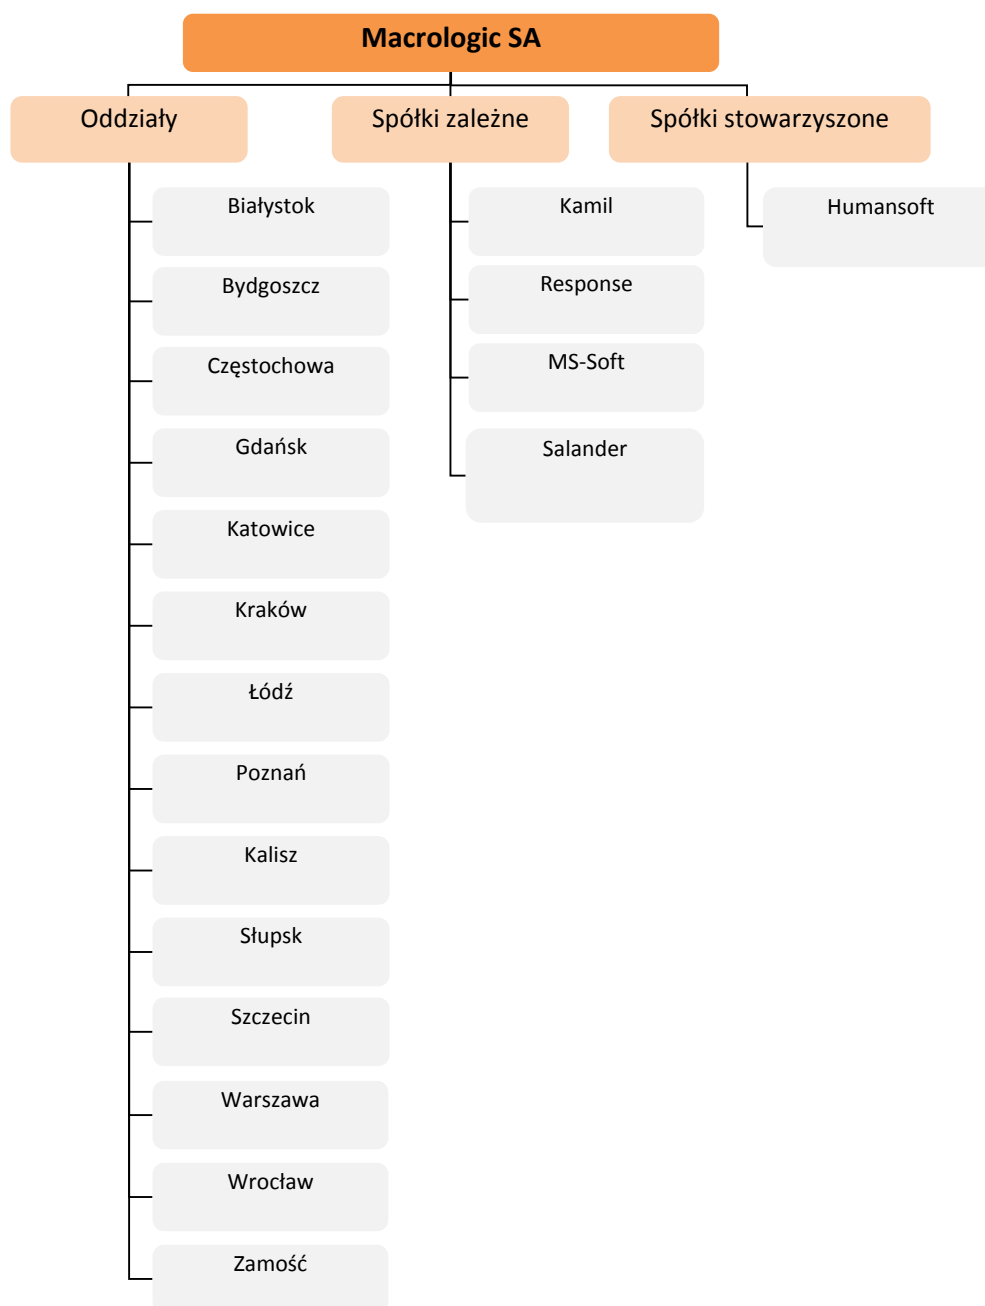 Macrologic SA
Oddziały
Spółki zależne
Spółki stowarzyszone
Białystok
Bydgoszcz
Częstochowa
Gdańsk
Katowice
Kraków
Łódź
Poznań
Kalisz
Słupsk
Szczecin
Warszawa
Wrocław
Zamość
Kamil
Response
MS-Soft
Salander
Humansoft